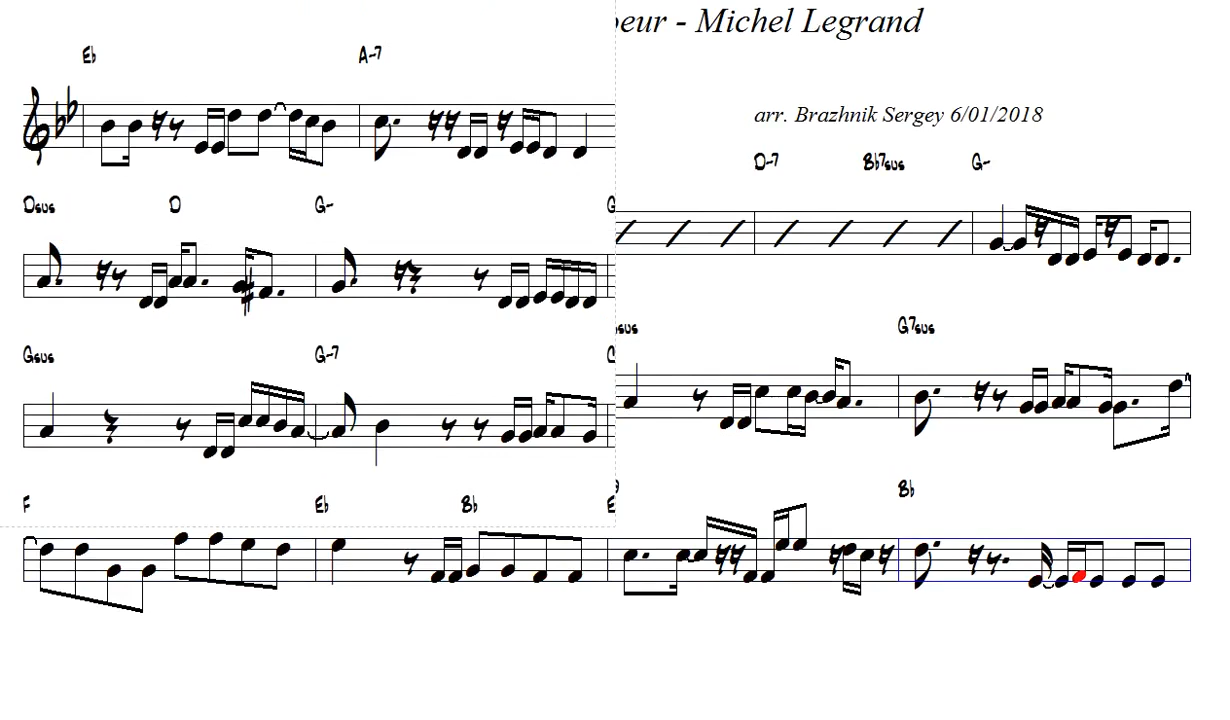 Michel Legrand
arr. Brazhnik Sergey 6/01/2018
Eb A-7
D-7 Bb7sus G-
Dsus D G-
G7sus
Gsus G-7
Bb
F Eb Bb